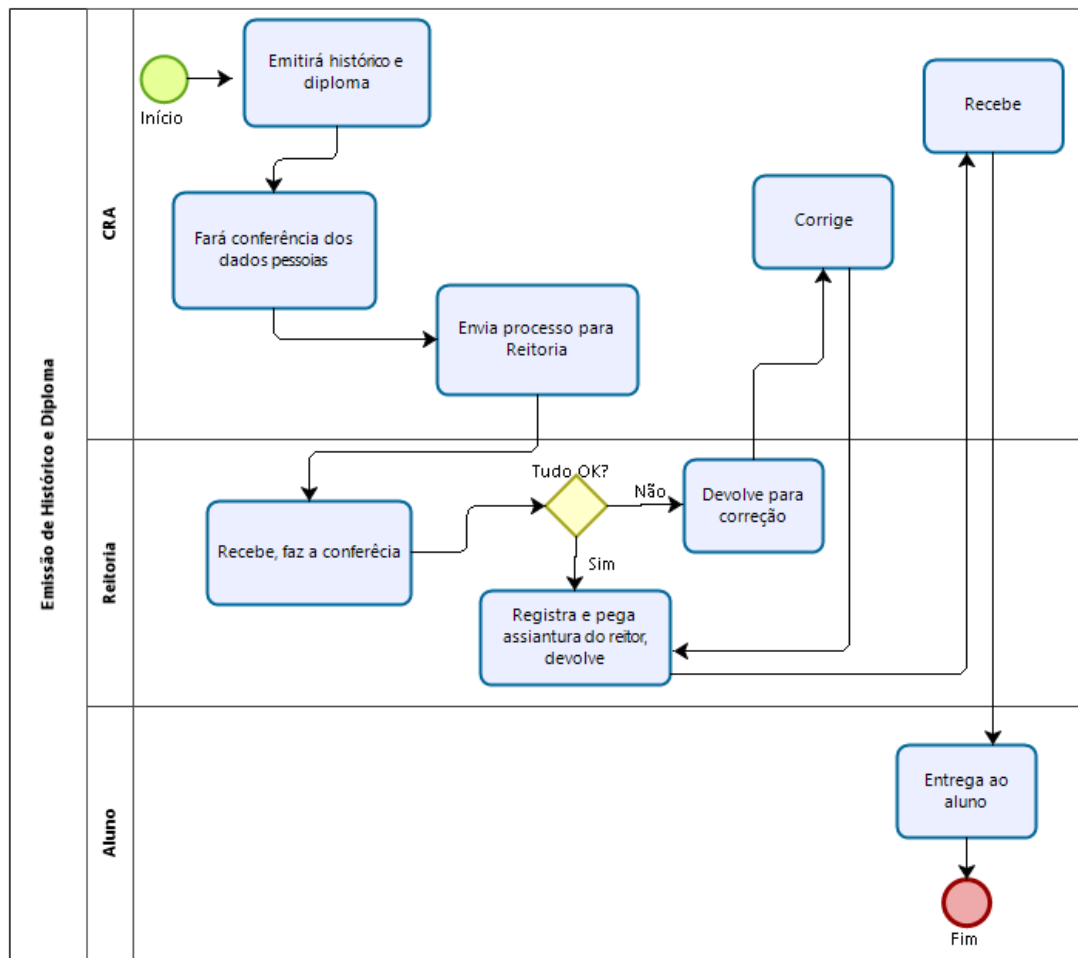 Emissão de Histórico e Diploma
CRA
Início
Emitirá histórico e
diploma
Fará conferência dos
dados pessoias
Envia processo para
Reitoria
Corrige
Recebe
Reitoria
Recebe, faz a conferêcia
Tudo OK?
Não
Sim
Devolve para
correção
Registra e pega
assiantura do reitor,
devolve
Aluno
Entrega ao
aluno
Fim